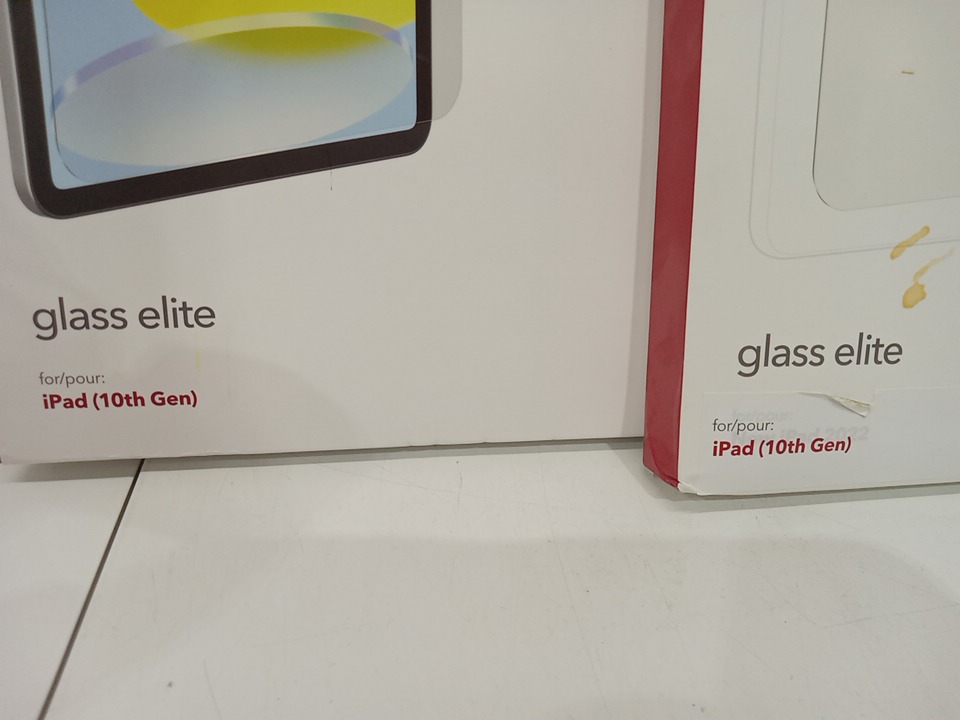 glass elite
for/pour:
iPad (10th Gen)
glass elite
for/pour:
iPad (10th Gen)